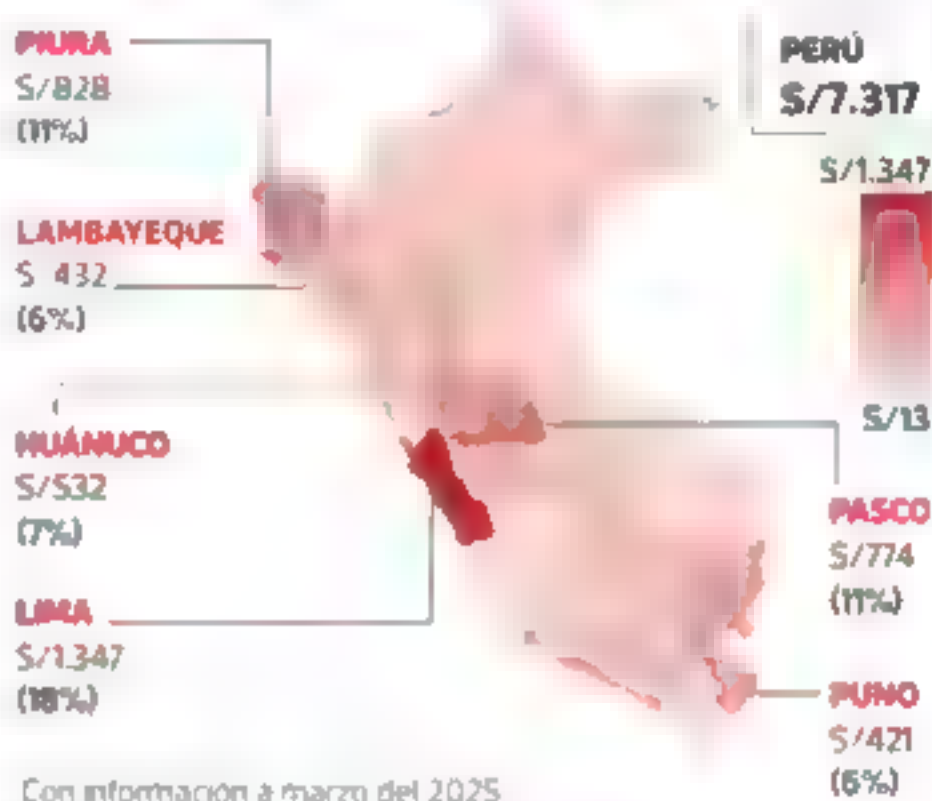 PIURA
S/828
(11%)
LAMBAYEQUE
S 432
(6%)
HUÁNUCO
S/532
(7%)
LIMA
S/1.347
(18%)
PERÚ
S/7.317
S/1.347
S/13
PASCO
S/774
(11%)
PUNO
S/421
(6%)
Con información a marzo del 2025